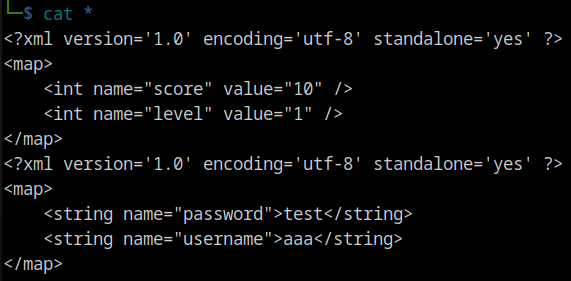 └─$ cat *
<?xml version='1.0' encoding='utf-8' standalone='yes' ?>
<map>
    <int name="score" value="10" />
    <int name="level" value="1" />
</map>
<?xml version='1.0' encoding='utf-8' standalone='yes' ?>
<map>
    <string name="password">test</string>
    <string name="username">aaa</string>
</map>